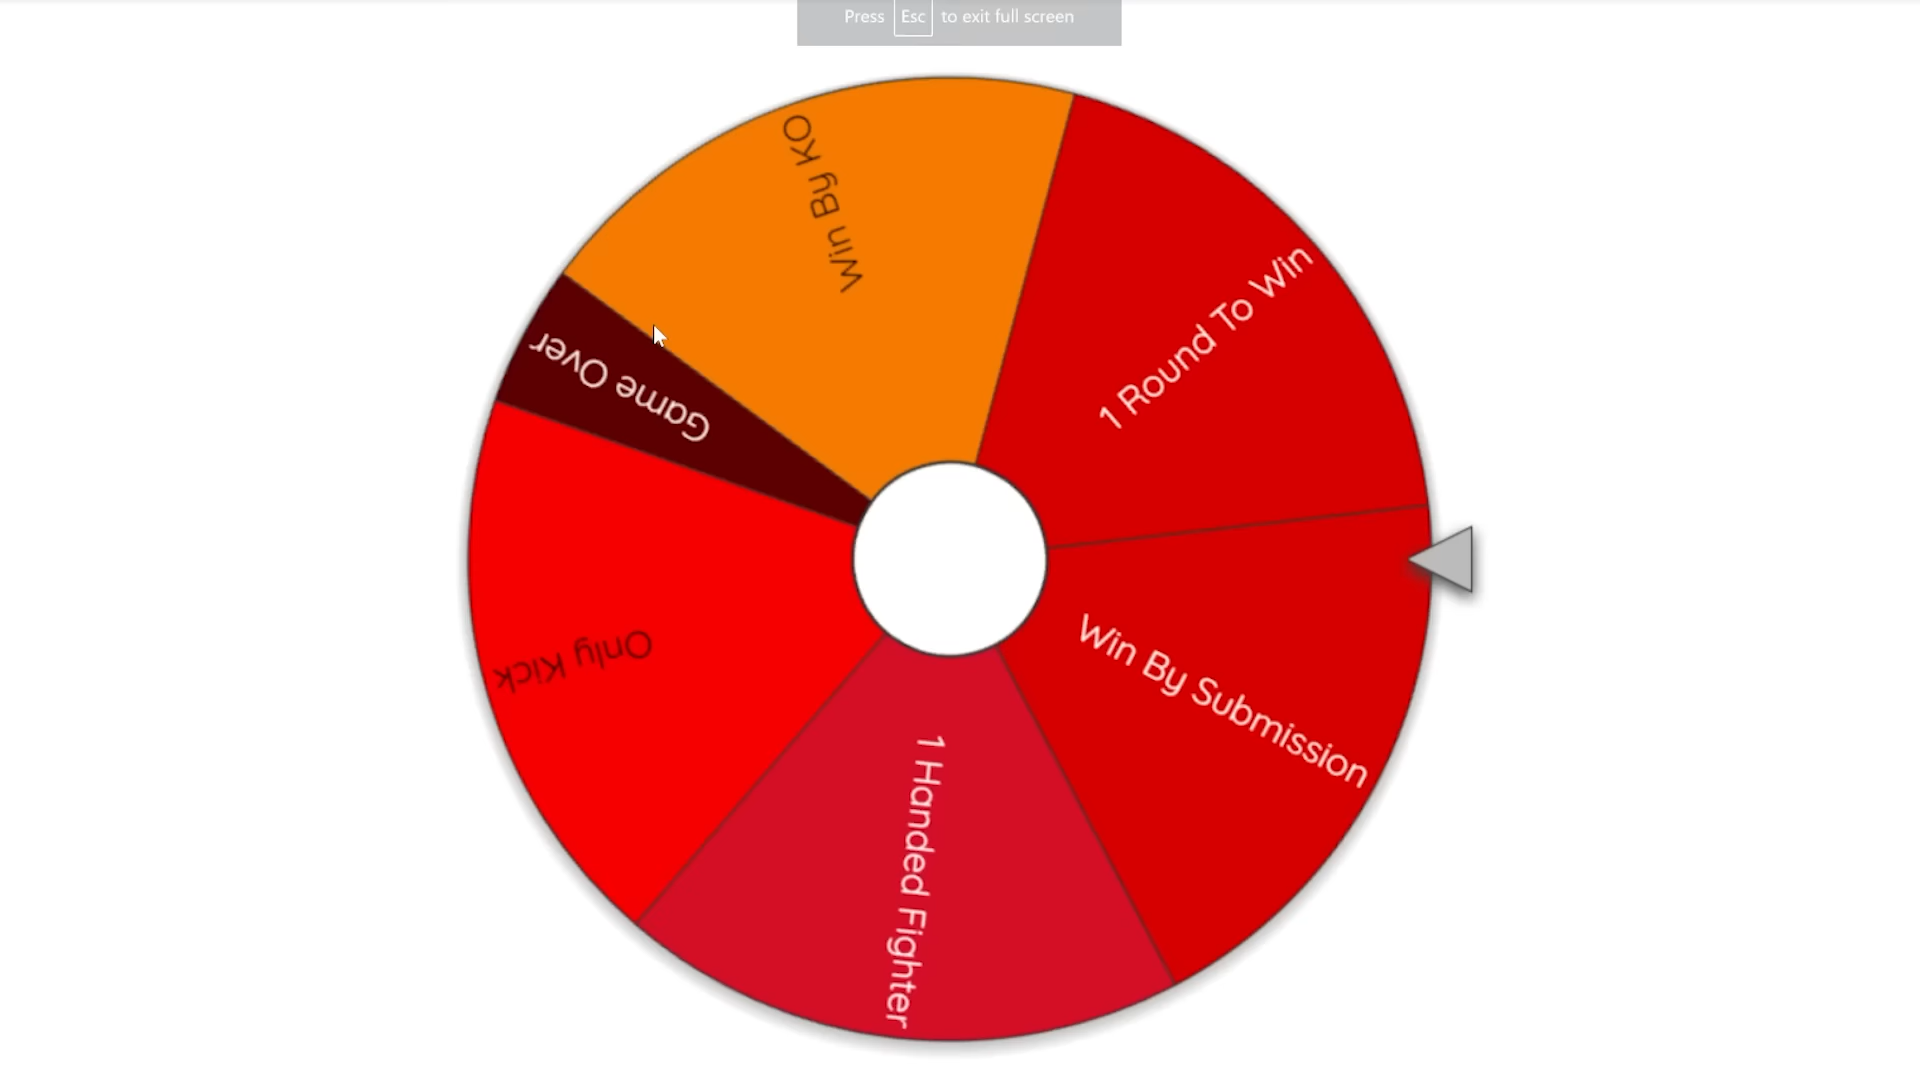 Press Esc to exit full screen
Win By KO
1 Round To Win
Game Over
Only Kick
Win By Submission
1 Handed Fighter